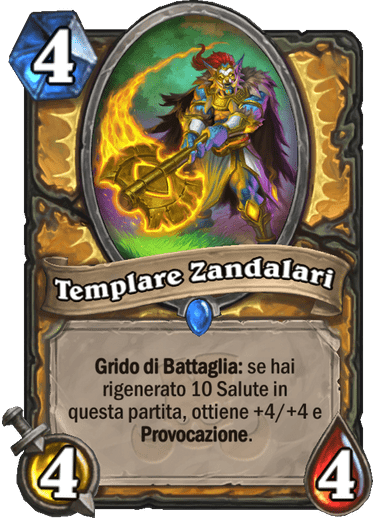 4
Templare Zandalari
Grido di Battaglia: se hai
rigenerato 10 Salute in
questa partita, ottiene +4/+4 e
Provocazione.
4
4